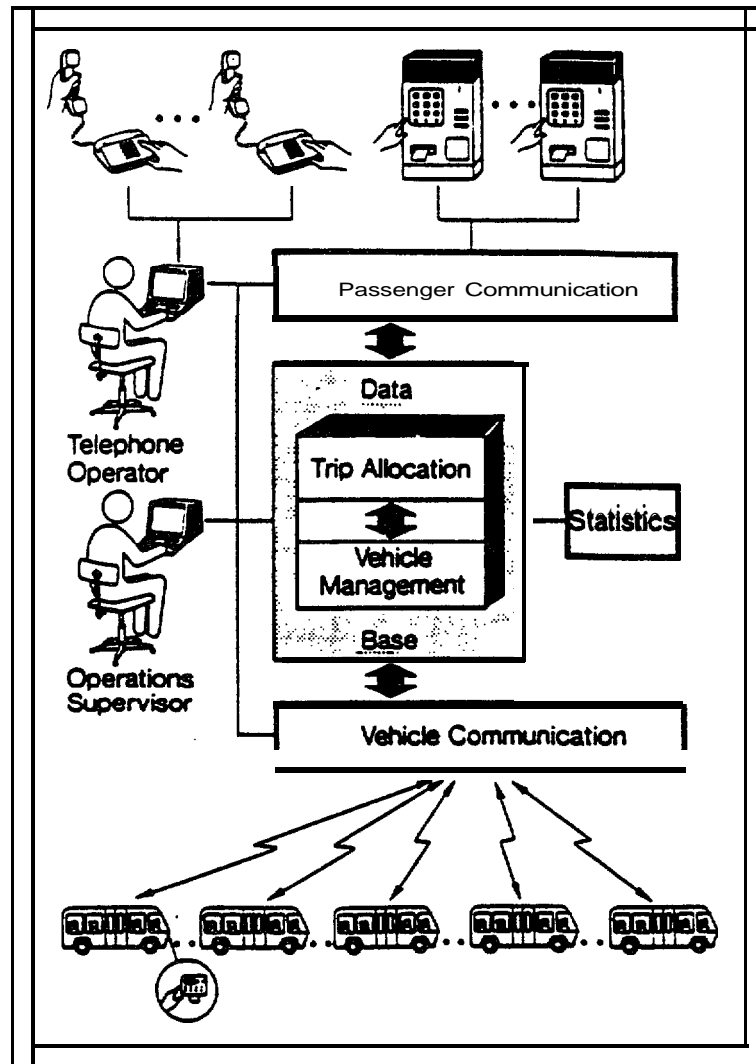 Passenger Communication
Data
Telephone
Operator
Trip Allocation
Statistics
Vehicle
Management
Base
Operations
Supervisor
Vehicle Communication